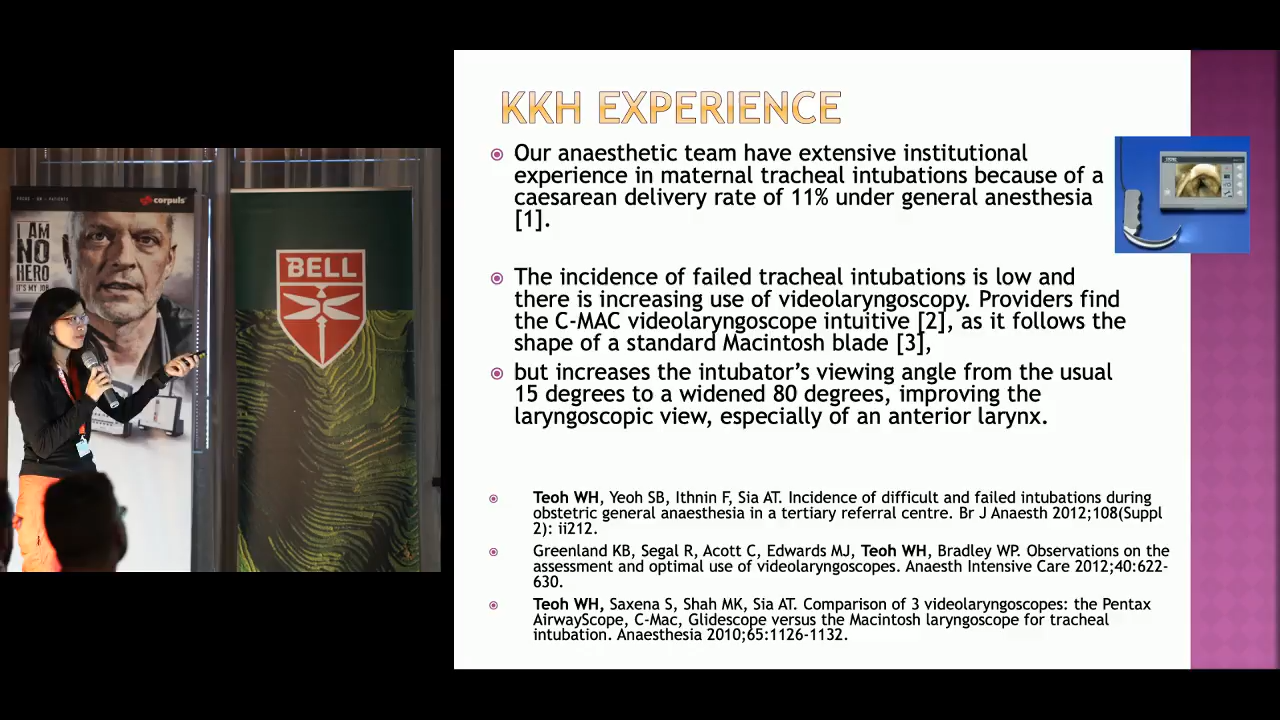 FOCUS · ON · PATIENTS
corpuls
I AM
NO
HERO
IT'S MY JOB
BELL
KKH EXPERIENCE
Our anaesthetic team have extensive institutional
experience in maternal tracheal intubations because of a
caesarean delivery rate of 11% under general anesthesia
[1].
The incidence of failed tracheal intubations is low and
there is increasing use of videolaryngoscopy. Providers find
the C-MAC videolaryngoscope intuitive [2], as it follows the
shape of a standard Macintosh blade [3],
but increases the intubator's viewing angle from the usual
15 degrees to a widened 80 degrees, improving the
laryngoscopic view, especially of an anterior larynx.
Teoh WH, Yeoh SB, Ithnin F, Sia AT. Incidence of difficult and failed intubations during
obstetric general anaesthesia in a tertiary referral centre. Br J Anaesth 2012;108(Suppl
2): ii212.
Greenland KB, Segal R, Acott C, Edwards MJ, Teoh WH, Bradley WP. Observations on the
assessment and optimal use of videolaryngoscopes. Anaesth Intensive Care 2012;40:622-
630.
Teoh WH, Saxena S, Shah MK, Sia AT. Comparison of 3 videolaryngoscopes: the Pentax
AirwayScope, C-Mac, Glidescope versus the Macintosh laryngoscope for tracheal
intubation. Anaesthesia 2010;65:1126-1132.